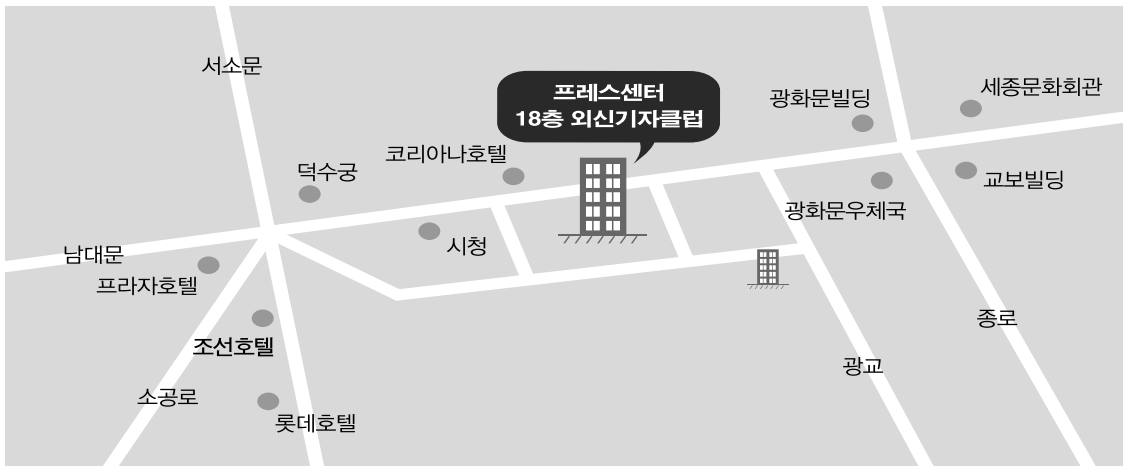 서소문
프레스센터
18층 외신기자클럽
광화문빌딩
세종문화회관
코리아나호텔
덕수궁
교보빌딩
광화문우체국
시청
남대문
프라자호텔
종로
조선호텔
광교
소공로
롯데호텔